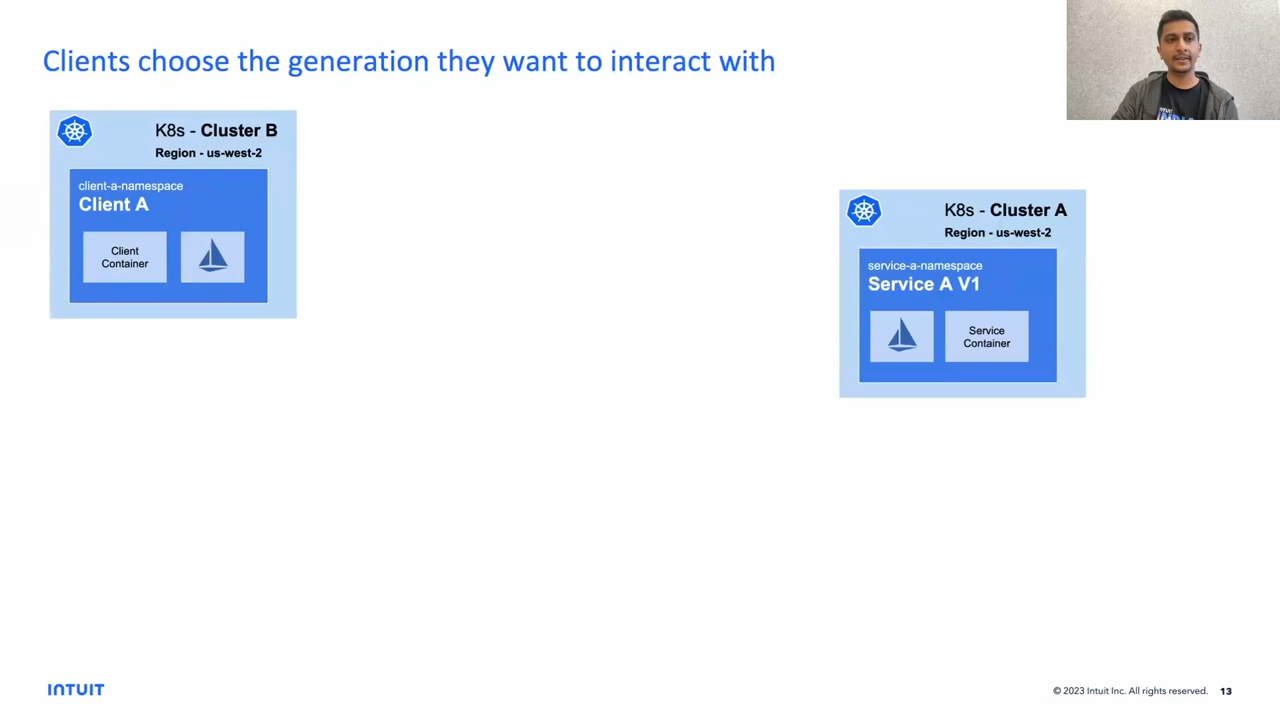 Clients choose the generation they want to interact with
K8s - Cluster B
Region - us-west-2
client-a-namespace
Client A
Client
Container
K8s - Cluster A
Region - us-west-2
service-a-namespace
Service A V1
Service
Container
INTUIT
© 2023 Intuit Inc. All rights reserved. 13